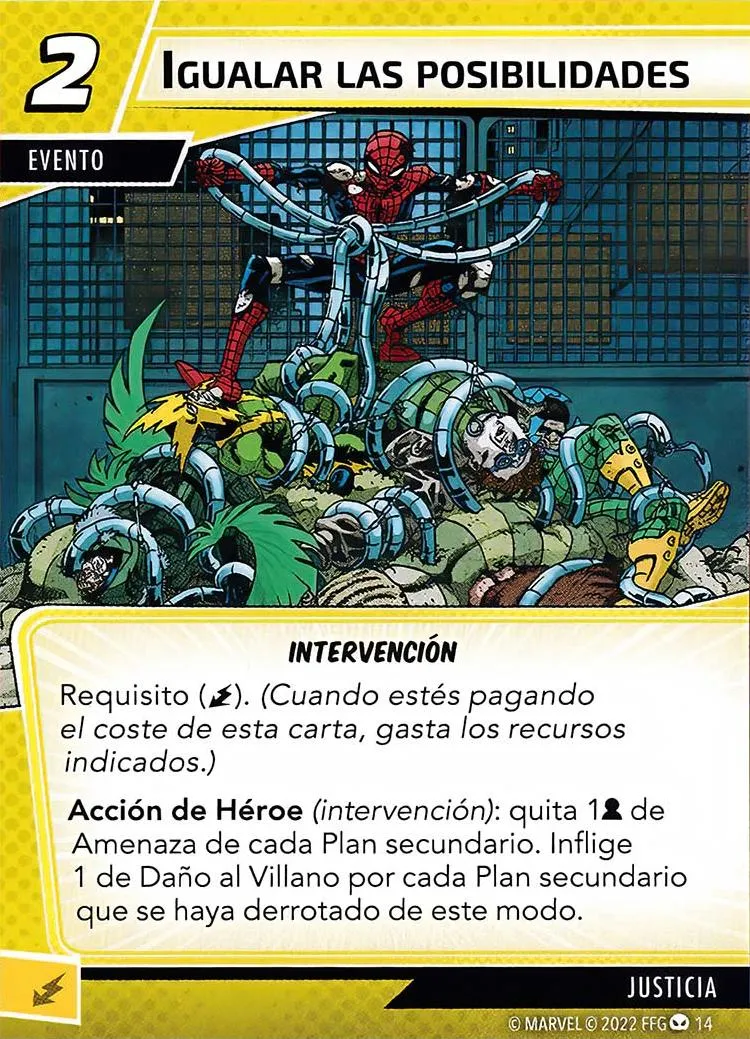 2
IGUALAR LAS POSIBILIDADES
EVENTO
INTERVENCIÓN
Requisito (). (Cuando estés pagando
el coste de esta carta, gasta los recursos
indicados.)
Acción de Héroe (intervención): quita 1 de
Amenaza de cada Plan secundario. Inflige
1 de Daño al Villano por cada Plan secundario
que se haya derrotado de este modo.
JUSTICIA
© MARVEL © 2022 FFG 14